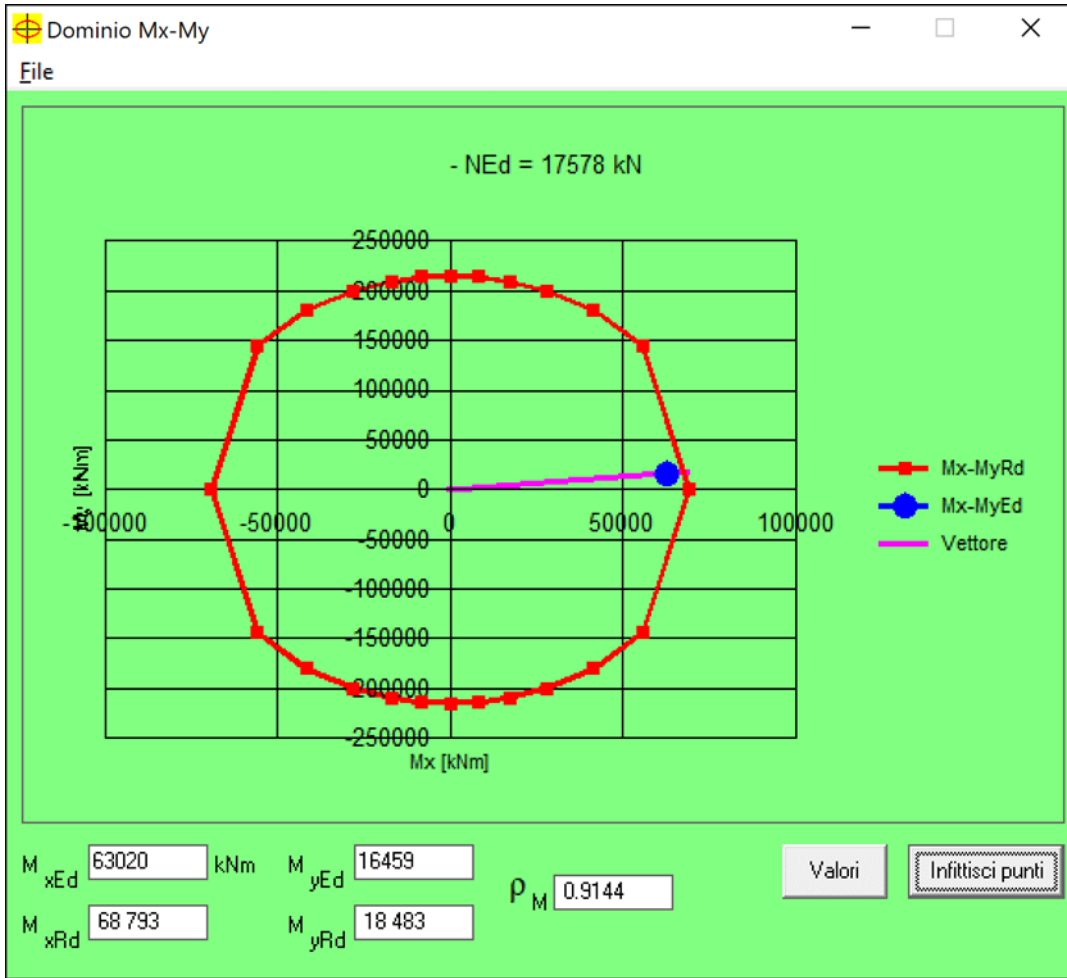 Dominio Mx-My
File
- NEd = 17578 kN
250000
200000
150000
100000
50000
0
-100000 -50000 0 50000 100000
-50000
-100000
-150000
-200000
-250000
[kNm]
Mx [kNm]
Mx-MyRd
Mx-MyEd
Vettore
M xEd 63020 kNm M yEd 16459
ρ M 0.9144
Valori Infittisci punti
M xRd 68 793 M yRd 18 483